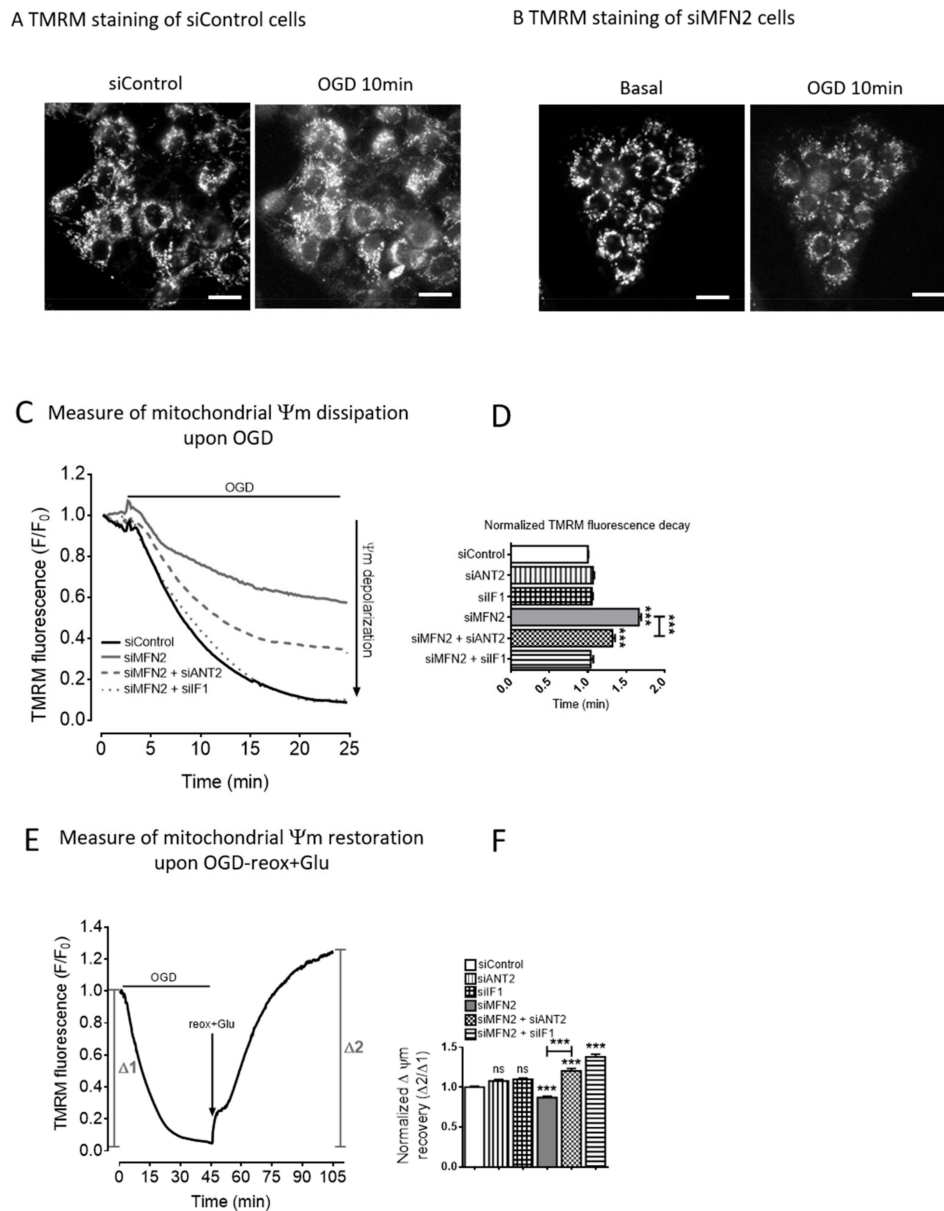 A TMRM staining of siControl cells
B TMRM staining of siMFN2 cells
siControl
OGD 10min
Basal
OGD 10min
C Measure of mitochondrial Ψm dissipation
upon OGD
1.2
1.0
0.8
0.6
0.4
0.2
0.0
TMRM fluorescence (F/F0)
OGD
Ψm depolarization
siControl
siMFN2
siMFN2 + siANT2
siMFN2 + siIF1
0 5 10 15 20 25
Time (min)
D
Normalized TMRM fluorescence decay
siControl
siANT2
siIF1
siMFN2
siMFN2 + siANT2
siMFN2 + siIF1
***
***
***
0.0 0.5 1.0 1.5 2.0
Time (min)
E Measure of mitochondrial Ψm restoration
upon OGD-reox+Glu
1.4
1.2
1.0
0.8
0.6
0.4
0.2
0.0
TMRM fluorescence (F/F0)
OGD
reox+Glu
Δ1
Δ2
0 15 30 45 60 75 90 105
Time (min)
F
siControl
siANT2
siIF1
siMFN2
siMFN2 + siANT2
siMFN2 + siIF1
Normalized Δ ψm
recovery (Δ2/Δ1)
1.5
1.0
0.5
0.0
ns
ns
***
***
***
***